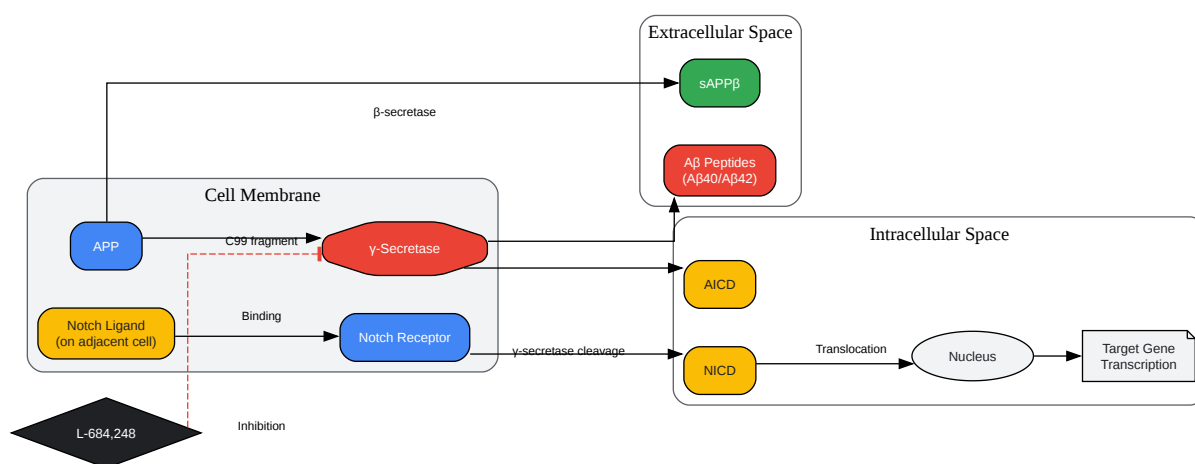 Extracellular Space
sAPPβ
β-secretase
Aβ Peptides
(Aβ40/Aβ42)
Cell Membrane
APP
C99 fragment
γ-Secretase
Intracellular Space
AICD
Notch Ligand
(on adjacent cell)
Binding
Notch Receptor
γ-secretase cleavage
NICD
Translocation
Nucleus
Target Gene
Transcription
L-684,248
Inhibition